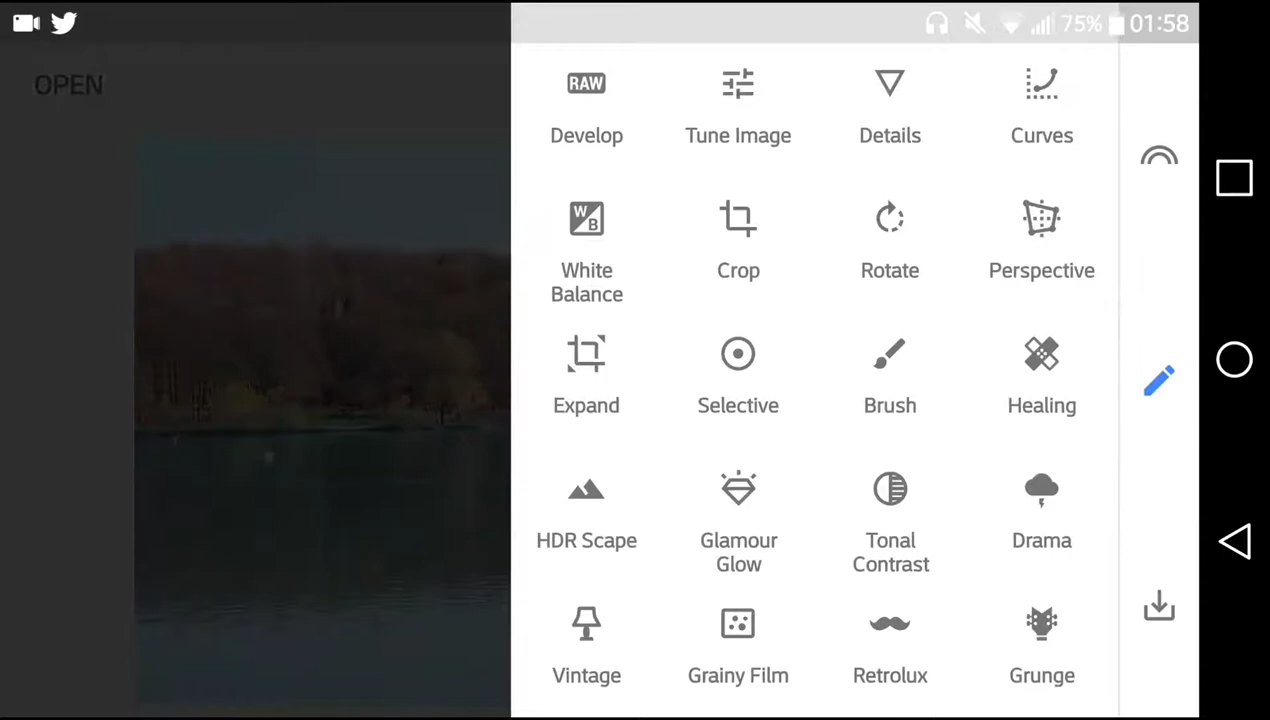 75% 01:58
OPEN
RAW
Develop
Tune Image
Details
Curves
W
B
White
Balance
Crop
Rotate
Perspective
Expand
Selective
Brush
Healing
HDR Scape
Glamour
Glow
Tonal
Contrast
Drama
Vintage
Grainy Film
Retrolux
Grunge